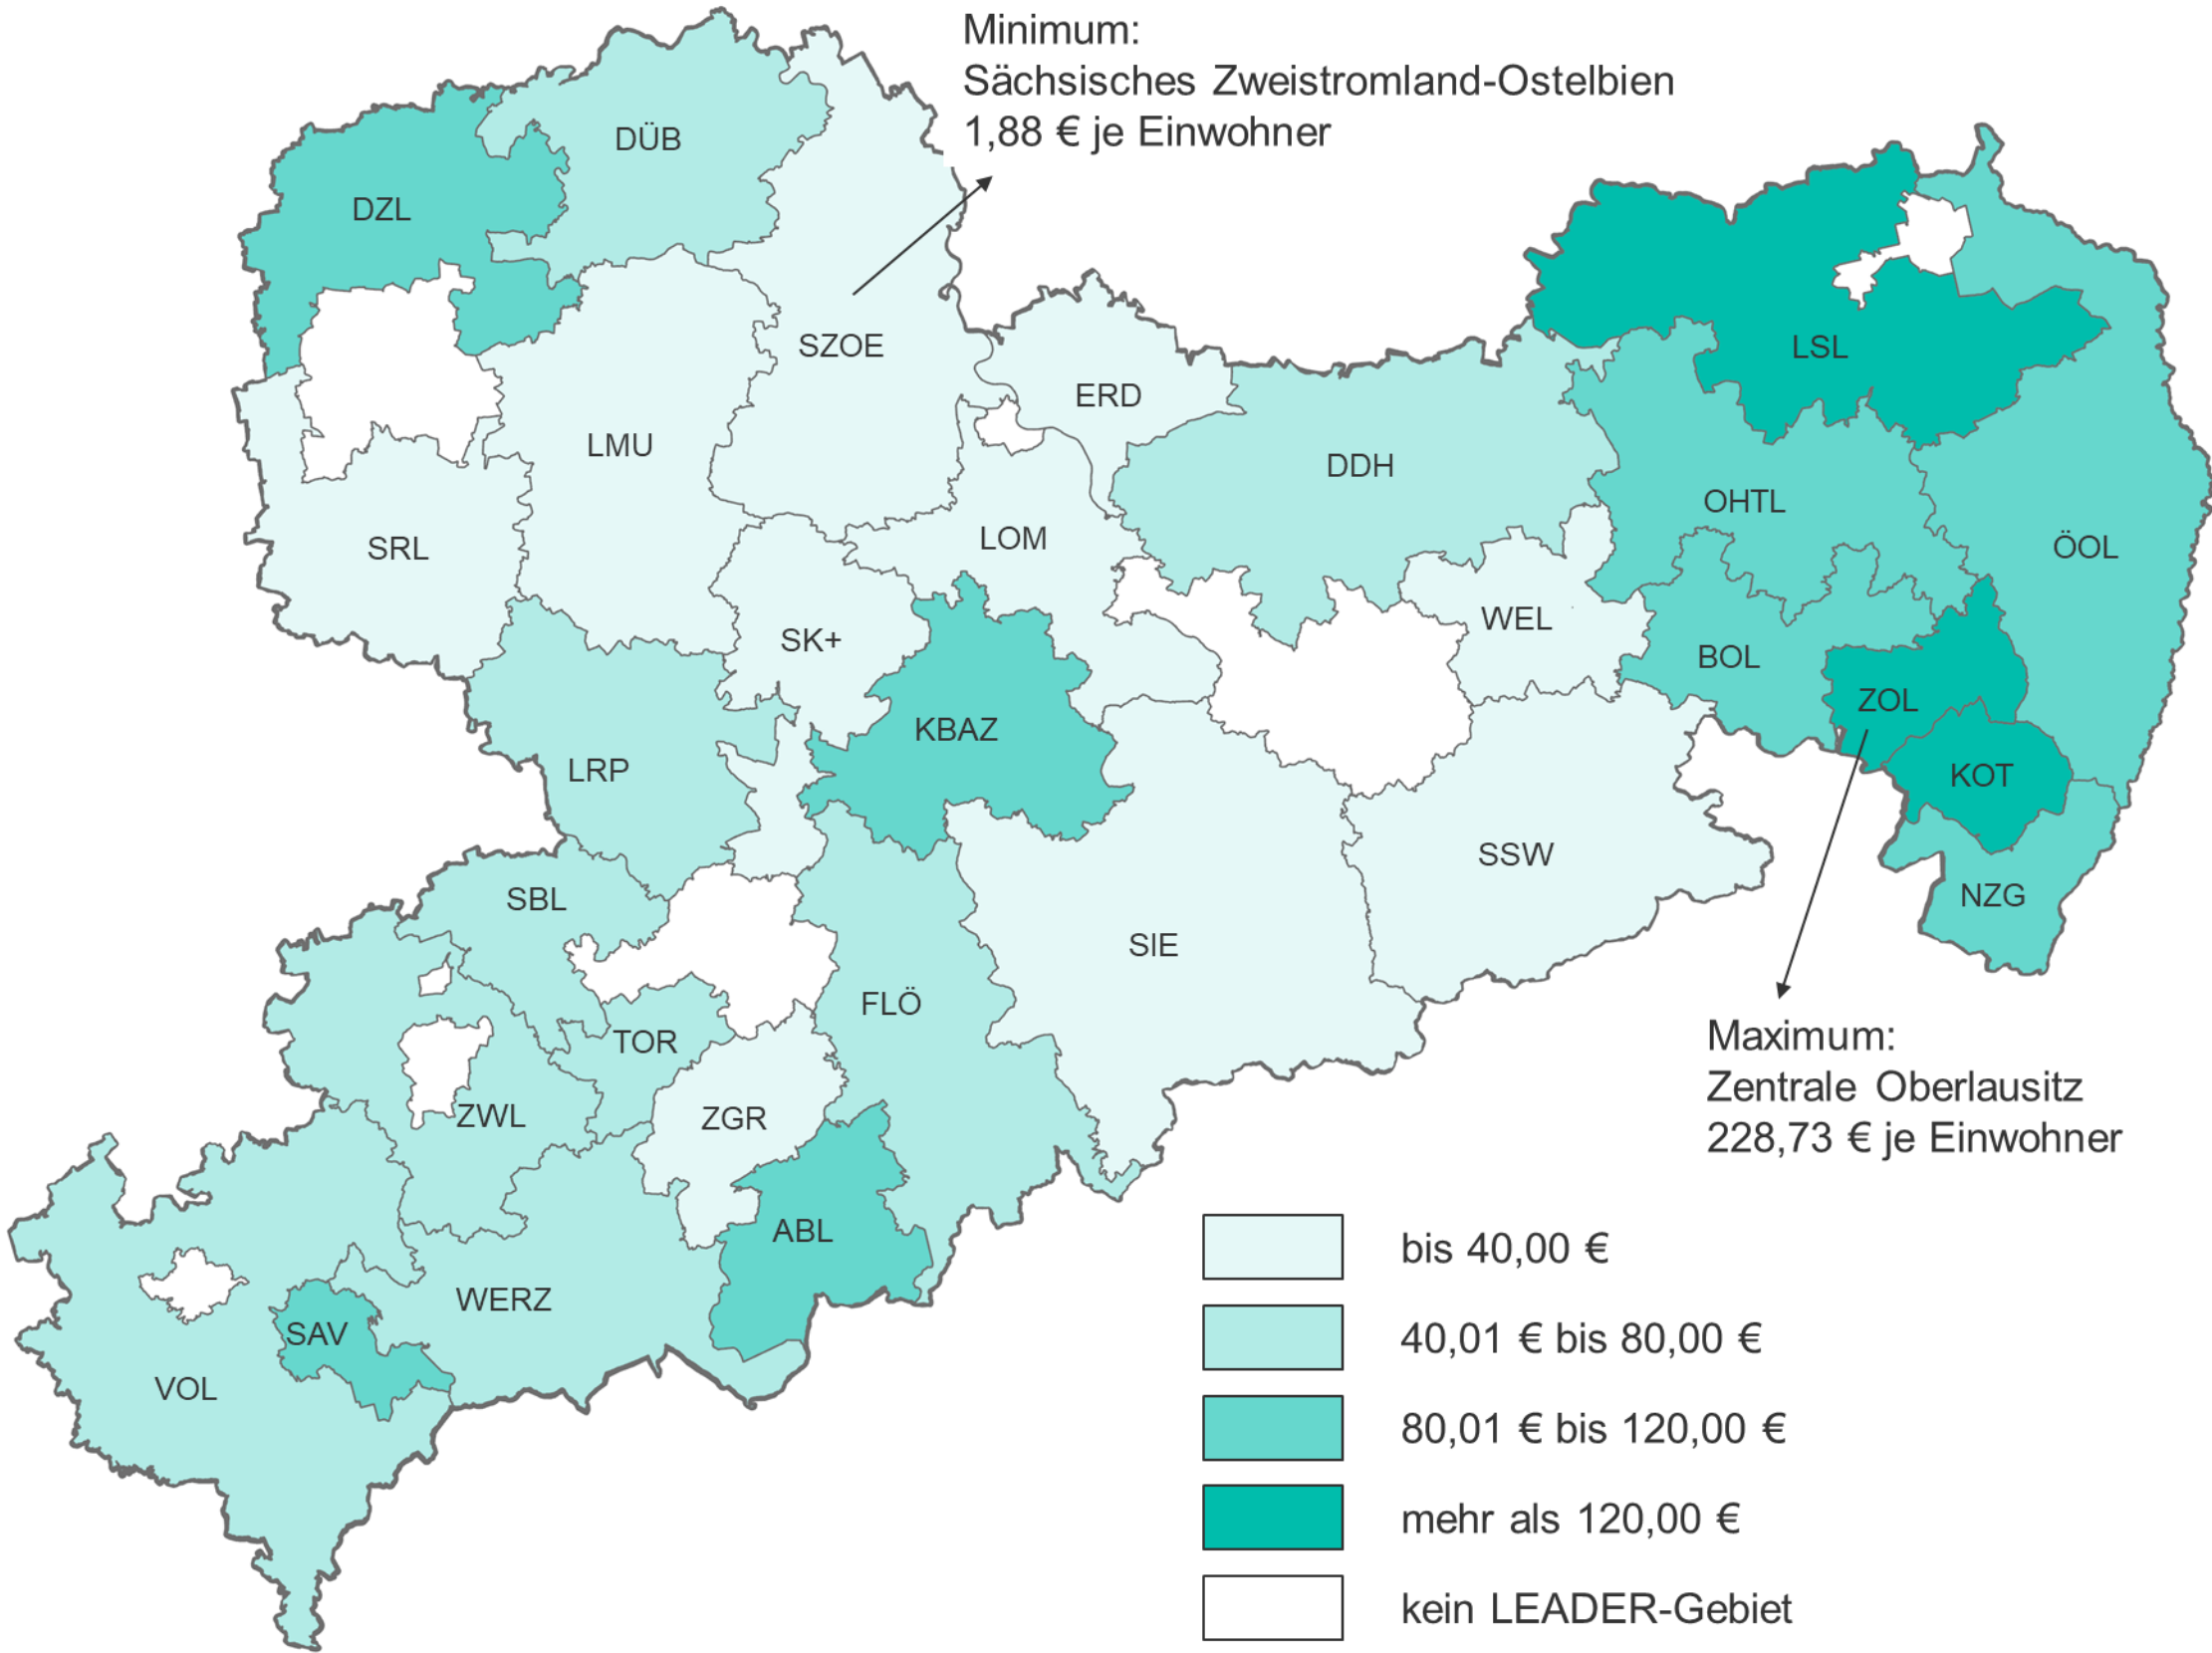 Minimum:
Sächsisches Zweistromland-Ostelbien
1,88 € je Einwohner
DÜB
DZL
SZOE
LSL
ERD
LMU
DDH
OHTL
SRL
LOM
ÖOL
WEL
SK+
BOL
ZOL
KBAZ
LRP
KOT
SSW
NZG
SBL
SIE
FLÖ
TOR
ZWL
ZGR
Maximum:
Zentrale Oberlausitz
228,73 € je Einwohner
ABL
WERZ
SAV
VOL
bis 40,00 €
40,01 € bis 80,00 €
80,01 € bis 120,00 €
mehr als 120,00 €
kein LEADER-Gebiet